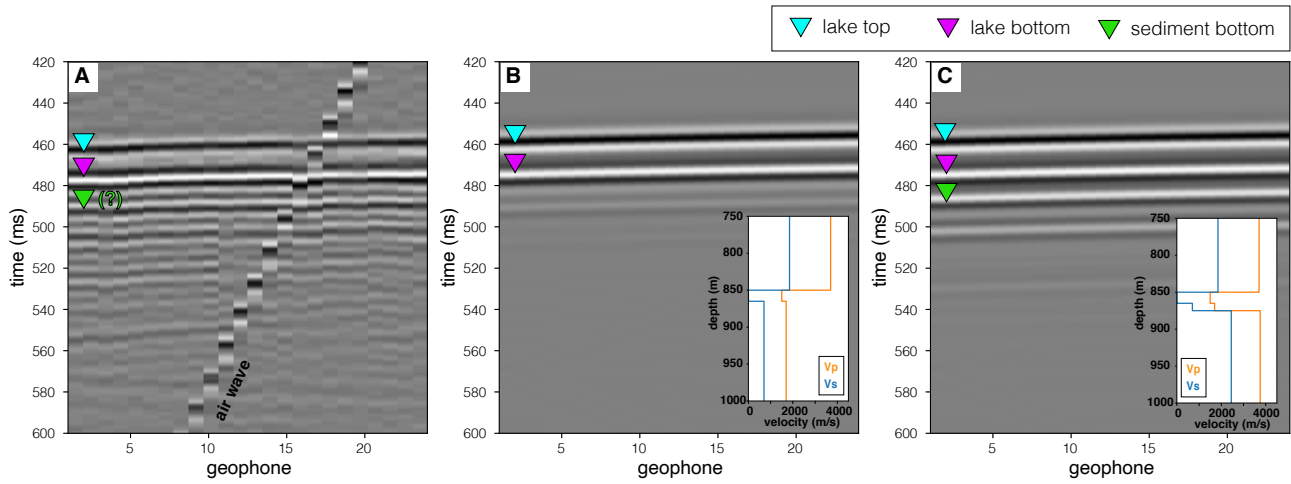 lake top lake bottom sediment bottom
A
B
C
420
440
460
480
500
520
540
560
580
600
time (ms)
5 10 15 20
geophone
(?)
air wave
420
440
460
480
500
520
540
560
580
600
time (ms)
5 10 15 20
geophone
750
800
850
900
950
1000
depth (m)
0 2000 4000
velocity (m/s)
Vp
Vs
420
440
460
480
500
520
540
560
580
600
time (ms)
5 10 15 20
geophone
750
800
850
900
950
1000
depth (m)
0 2000 4000
velocity (m/s)
Vp
Vs